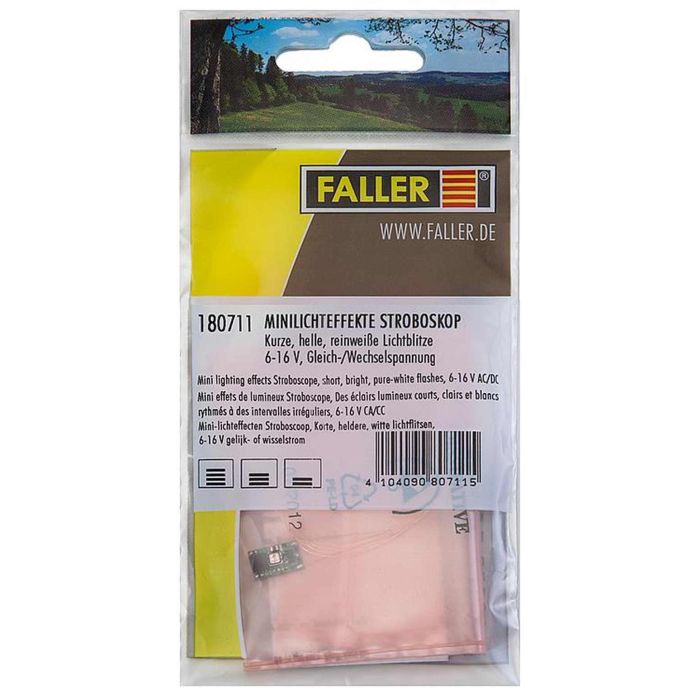 FALLER
®
WWW.FALLER.DE
180711 MINILICHTEFFEKTE STROBOSKOP
Kurze, helle, reinweiße Lichtblitze
6-16 V, Gleich-/Wechselspannung
Mini lighting effects Stroboscope, short, bright, pure-white flashes, 6-16 V AC/DC
Mini effets de lumineux Stroboscope, Des éclairs lumineux courts, clairs et blancs
rythmés à des intervalles irréguliers, 6-16 V CA/CC
Mini-lichteffecten Stroboscoop, Korte, heldere, witte lichtflitsen,
6-16 V gelijk- of wisselstrom
4 104090 807115